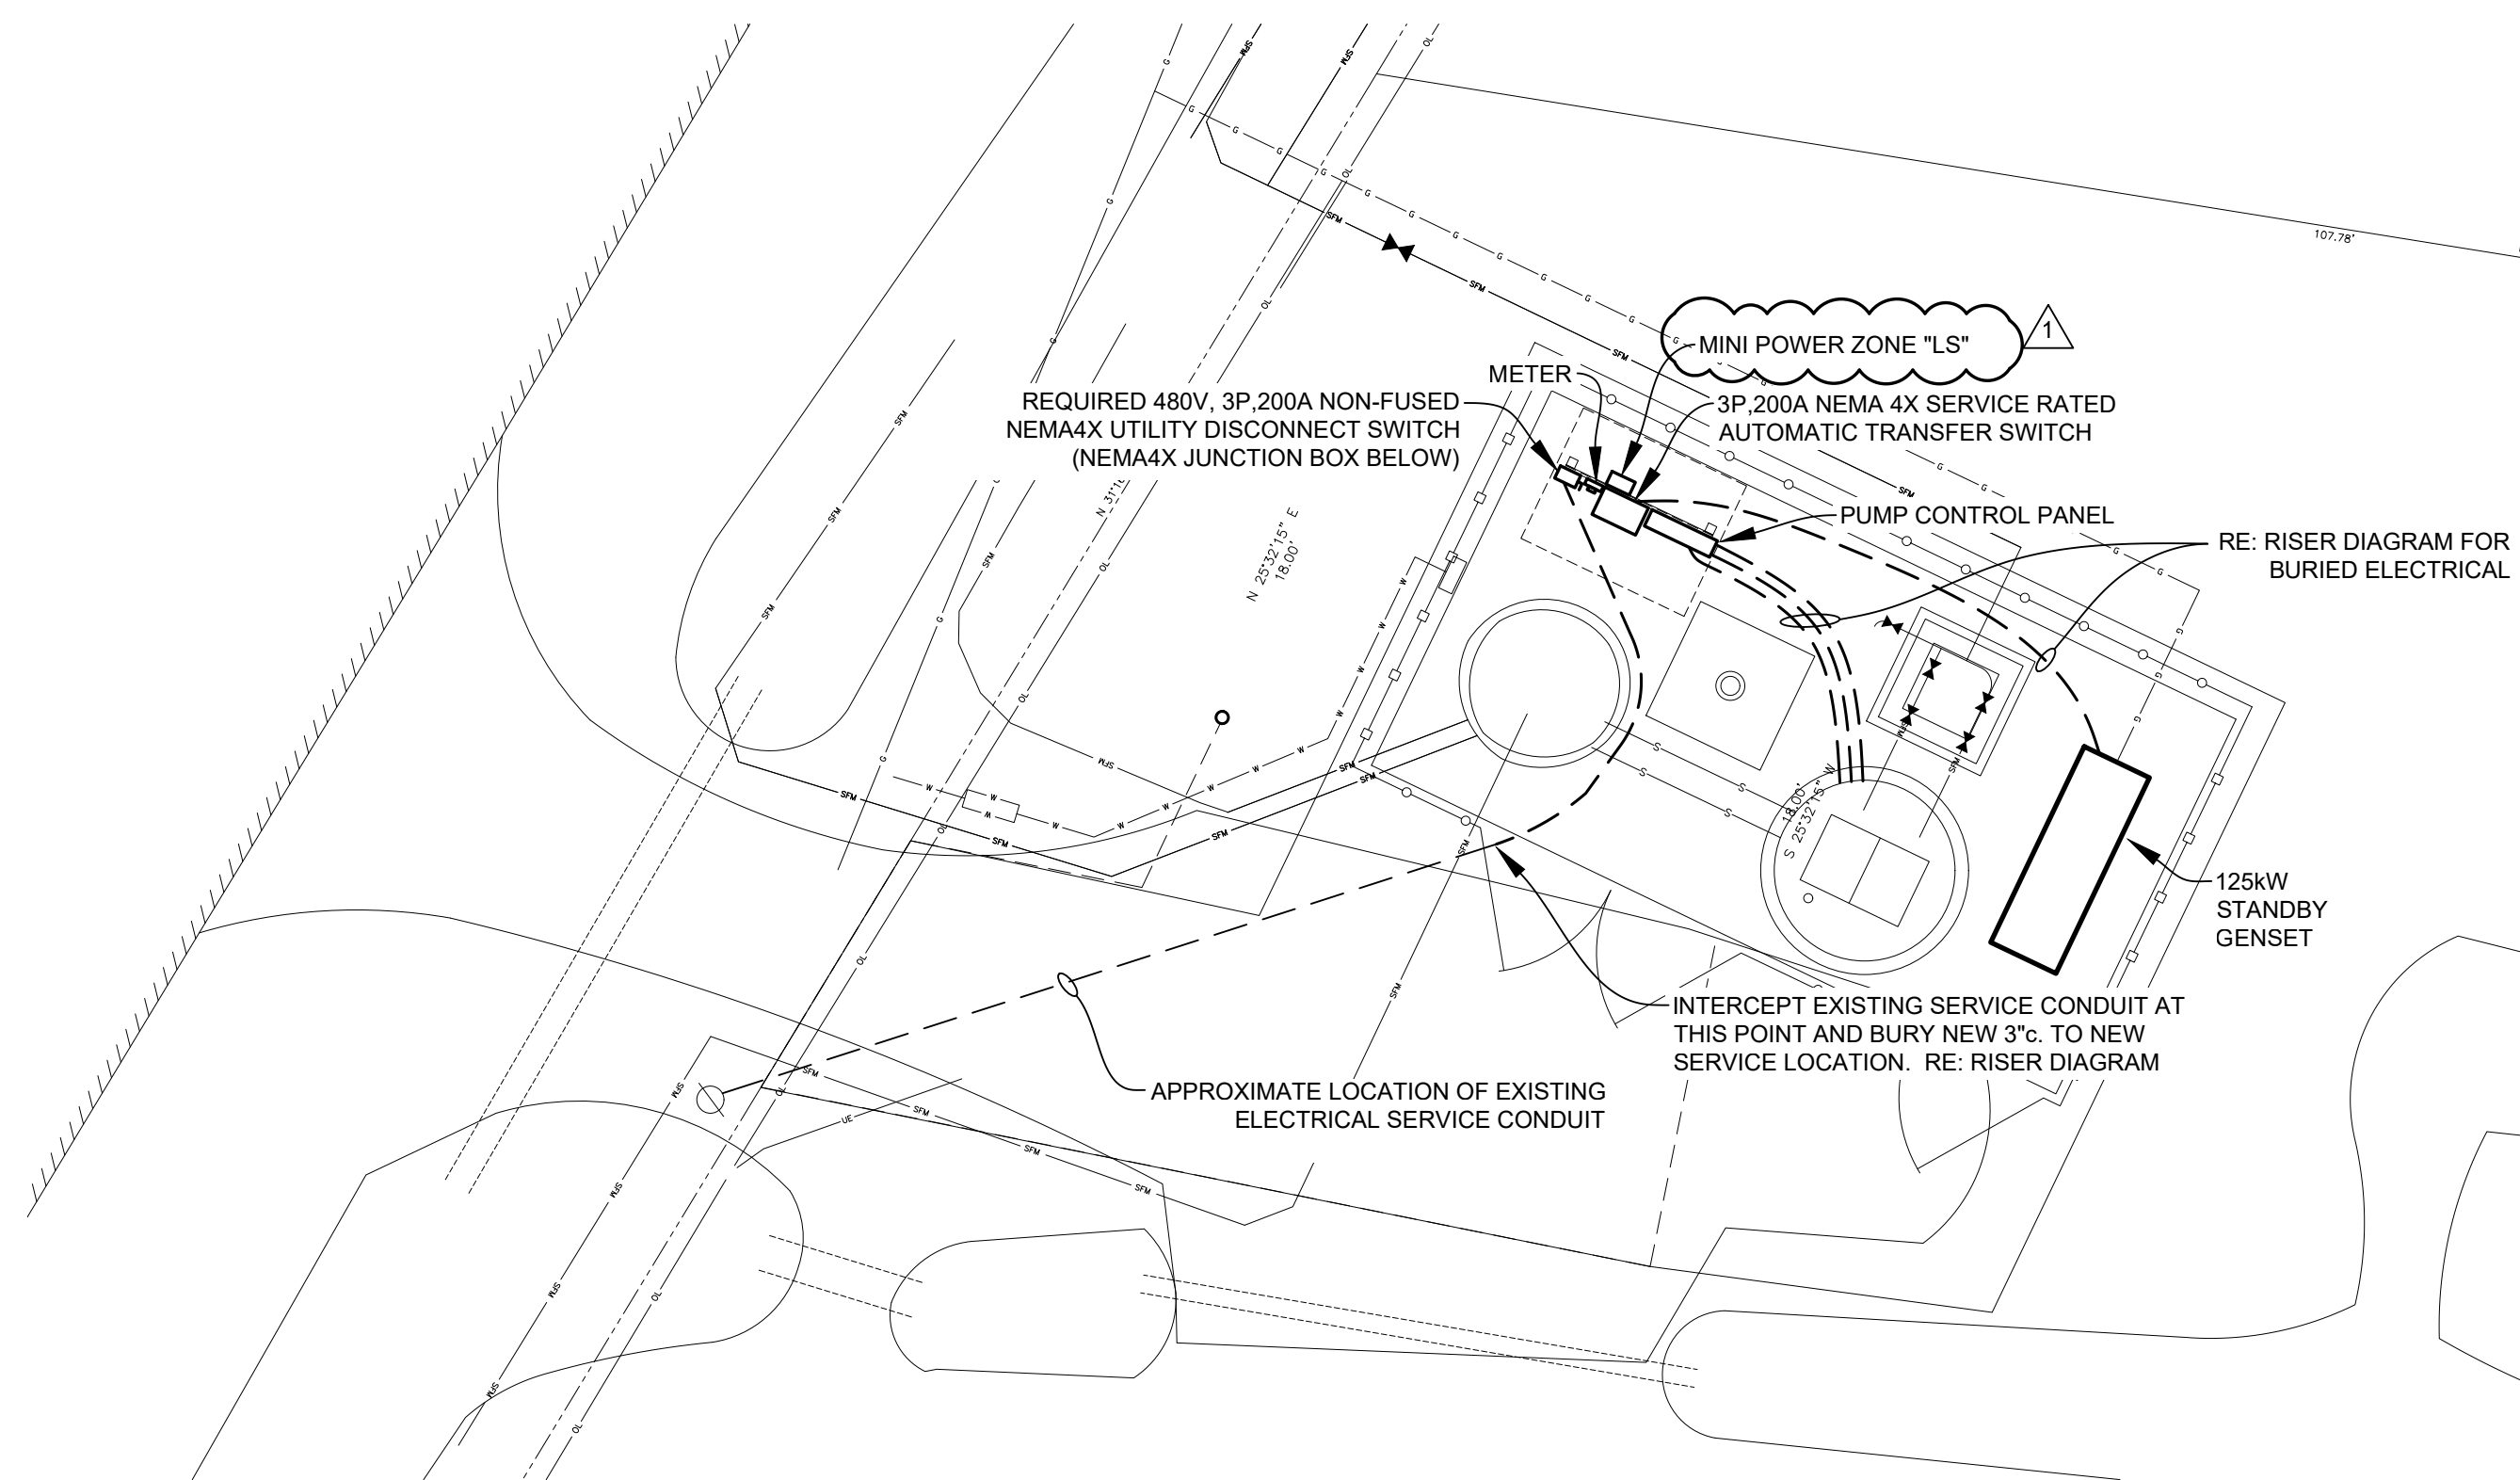 107.78'
MINI POWER ZONE "LS"
1
METER
REQUIRED 480V, 3P,200A NON-FUSED
NEMA4X UTILITY DISCONNECT SWITCH
(NEMA4X JUNCTION BOX BELOW)
3P,200A NEMA 4X SERVICE RATED
AUTOMATIC TRANSFER SWITCH
PUMP CONTROL PANEL
RE: RISER DIAGRAM FOR
BURIED ELECTRICAL
N 25°32'15" E
18.00'
18.00'
S 25°32'15" W
125kW
STANDBY
GENSET
INTERCEPT EXISTING SERVICE CONDUIT AT
THIS POINT AND BURY NEW 3"c. TO NEW
SERVICE LOCATION.  RE: RISER DIAGRAM
APPROXIMATE LOCATION OF EXISTING
ELECTRICAL SERVICE CONDUIT
SFM
G
OL
W
S
UE